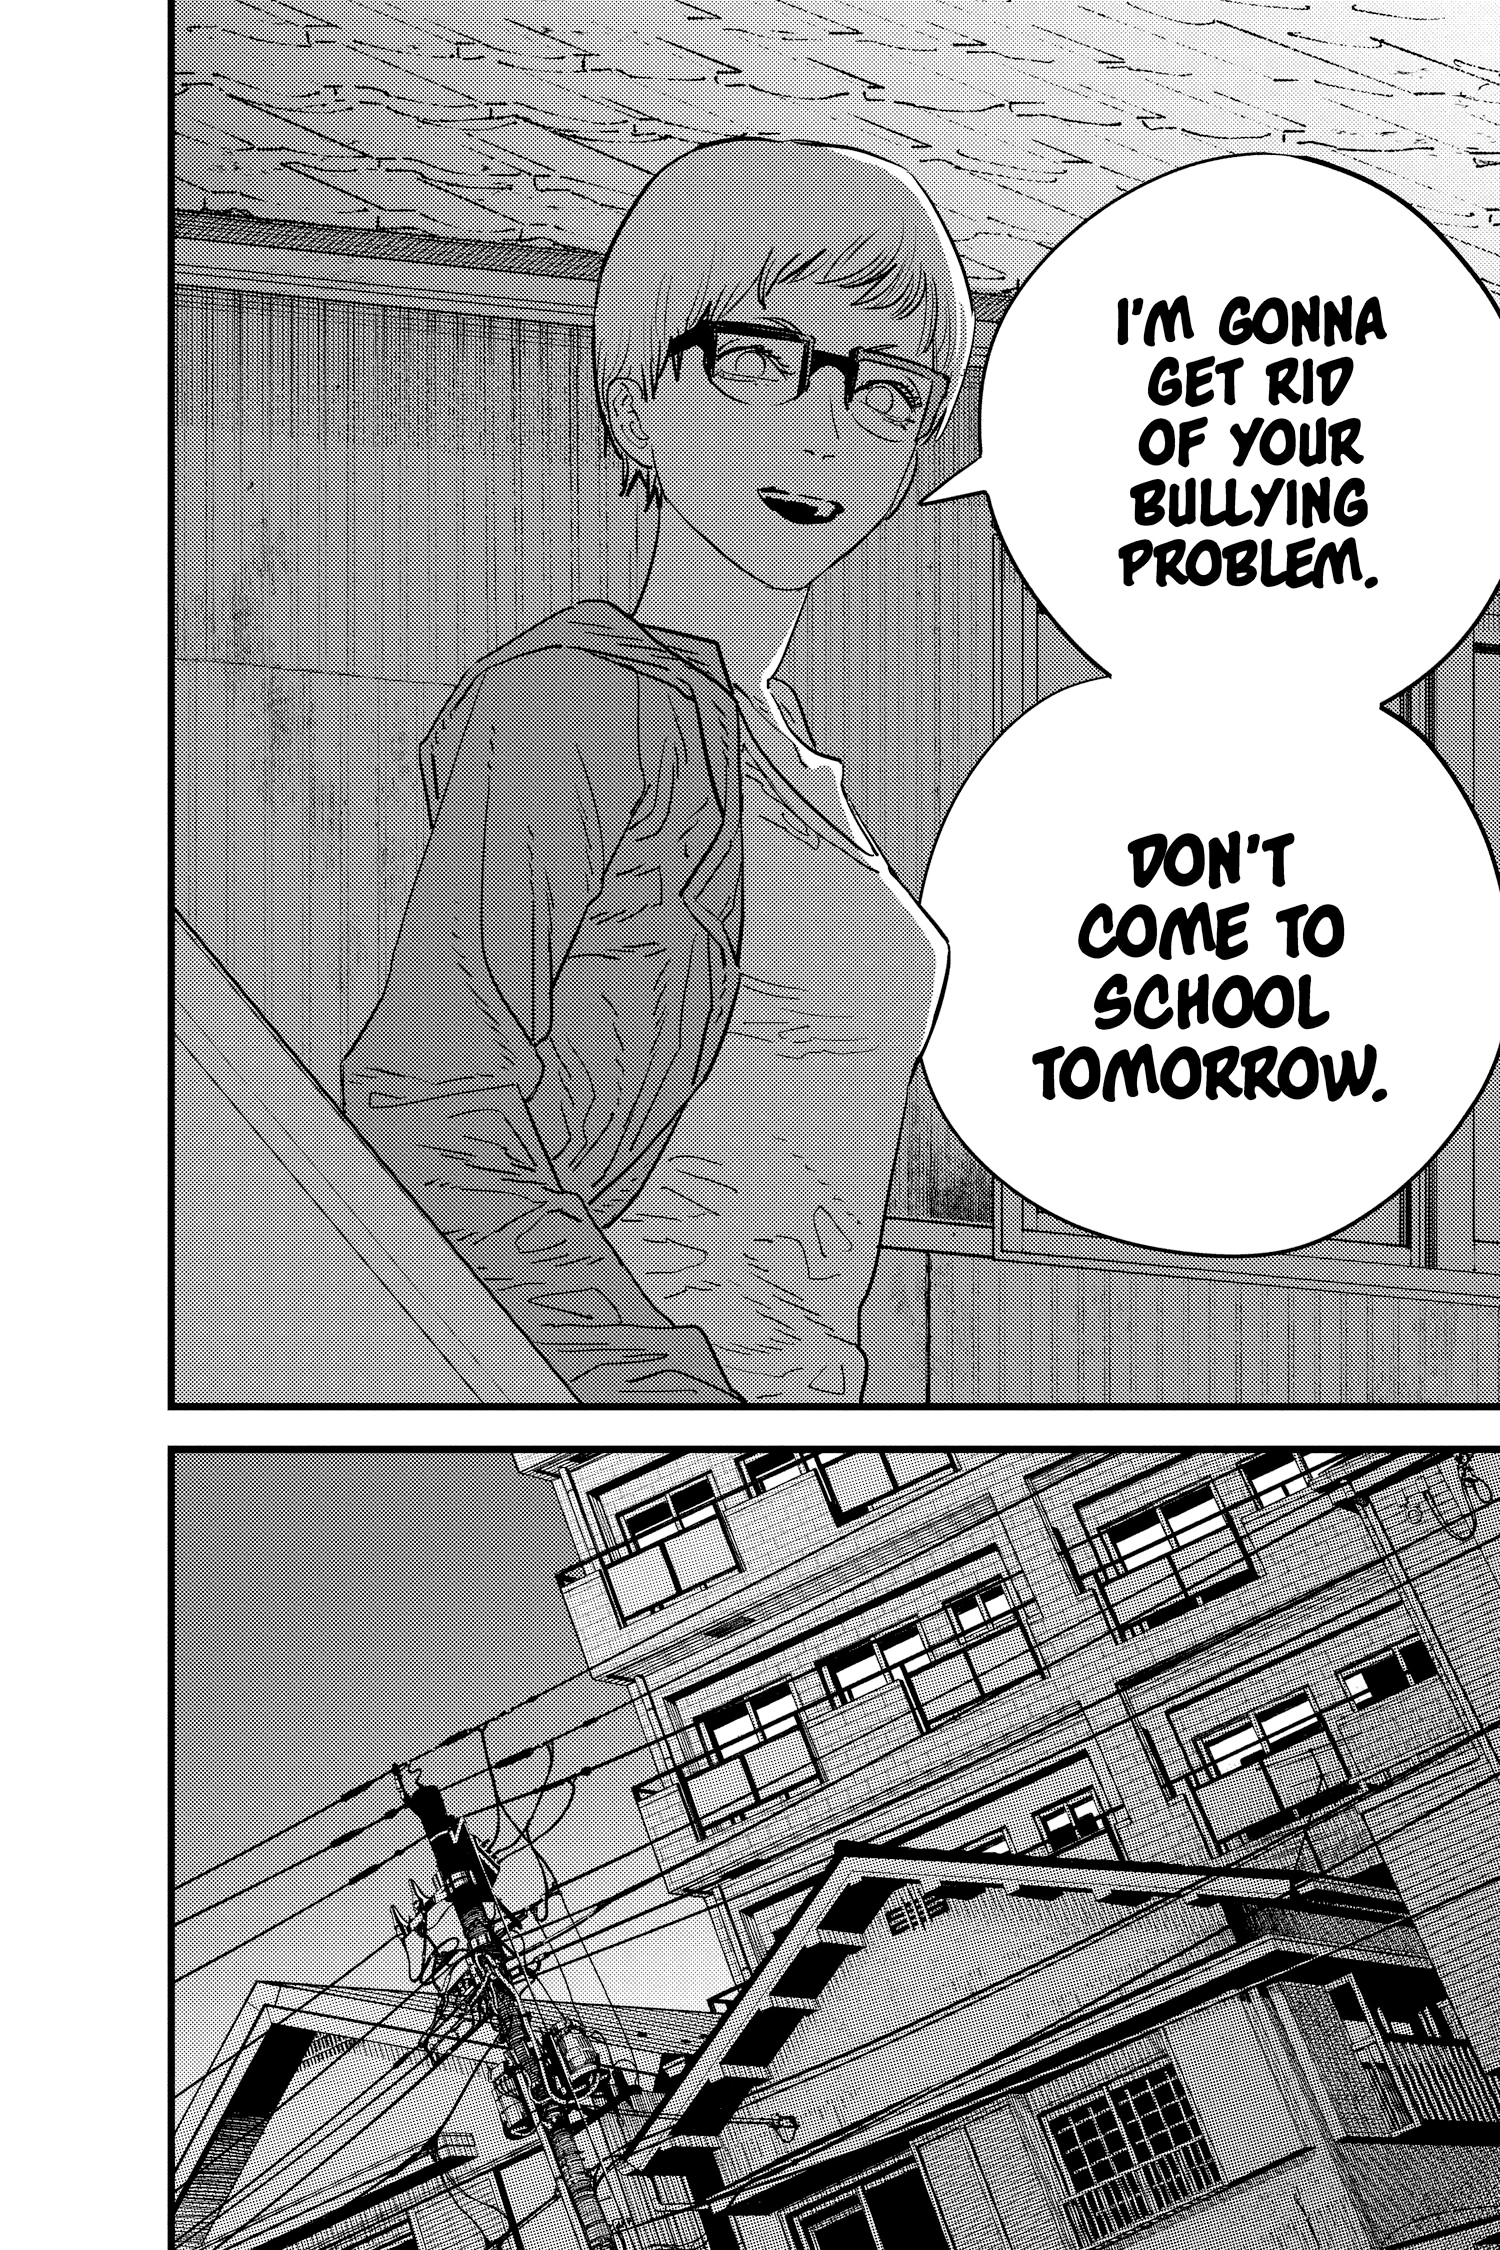 I'M GONNA
GET RID
OF YOUR
BULLYING
PROBLEM.
DON'T
COME TO
SCHOOL
TOMORROW.